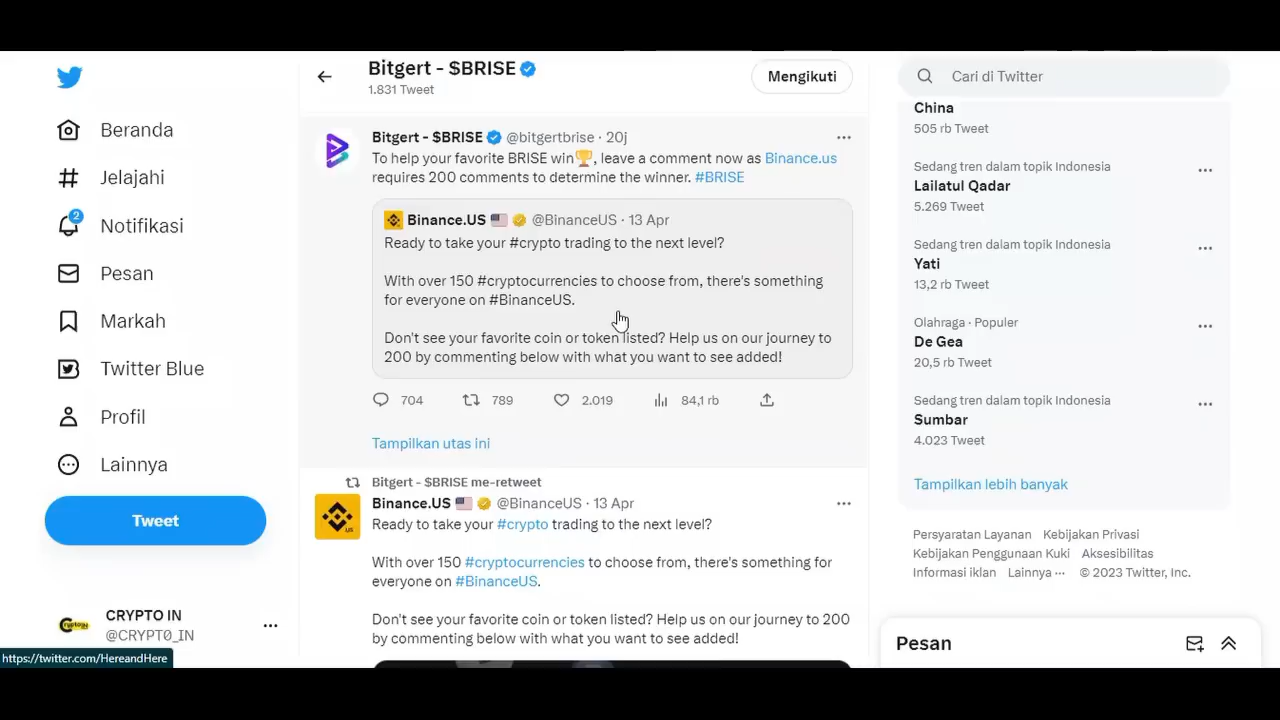 Bitgert - $BRISE
1.831 Tweet
Mengikuti
Cari di Twitter
Beranda
Jelajahi
2
Notifikasi
Pesan
Markah
Twitter Blue
Profil
Lainnya
Tweet
CRYPTO IN
@CRYPT0_IN
https://twitter.com/HereandHere
Bitgert - $BRISE @bitgertbrise · 20j
To help your favorite BRISE win🏆, leave a comment now as Binance.us
requires 200 comments to determine the winner. #BRISE
Binance.US 🇺🇸 @BinanceUS · 13 Apr
Ready to take your #crypto trading to the next level?
With over 150 #cryptocurrencies to choose from, there's something
for everyone on #BinanceUS.
Don't see your favorite coin or token listed? Help us on our journey to
200 by commenting below with what you want to see added!
704 789 2.019 84,1 rb
Tampilkan utas ini
Bitgert - $BRISE me-retweet
Binance.US 🇺🇸 @BinanceUS · 13 Apr
Ready to take your #crypto trading to the next level?
With over 150 #cryptocurrencies to choose from, there's something for
everyone on #BinanceUS.
Don't see your favorite coin or token listed? Help us on our journey to 200
by commenting below with what you want to see added!
China
505 rb Tweet
Sedang tren dalam topik Indonesia
Lailatul Qadar
5.269 Tweet
Sedang tren dalam topik Indonesia
Yati
13,2 rb Tweet
Olahraga · Populer
De Gea
20,5 rb Tweet
Sedang tren dalam topik Indonesia
Sumbar
4.023 Tweet
Tampilkan lebih banyak
Persyaratan Layanan Kebijakan Privasi
Kebijakan Penggunaan Kuki Aksesibilitas
Informasi iklan Lainnya ··· © 2023 Twitter, Inc.
Pesan